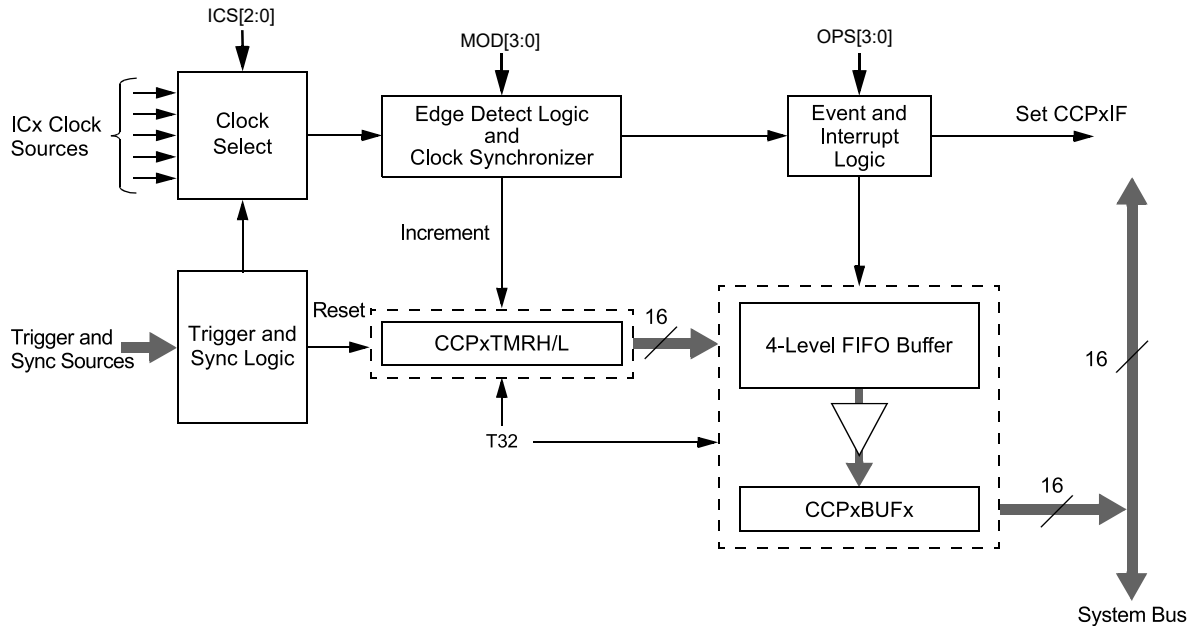 ICS[2:0]
MOD[3:0]
OPS[3:0]
ICx Clock
Sources
Clock
Select
Edge Detect Logic
and
Clock Synchronizer
Event and
Interrupt
Logic
Set CCPxIF
Increment
Trigger and
Sync Sources
Trigger and
Sync Logic
Reset
CCPxTMRH/L
16
4-Level FIFO Buffer
16
T32
CCPxBUFx
16
System Bus